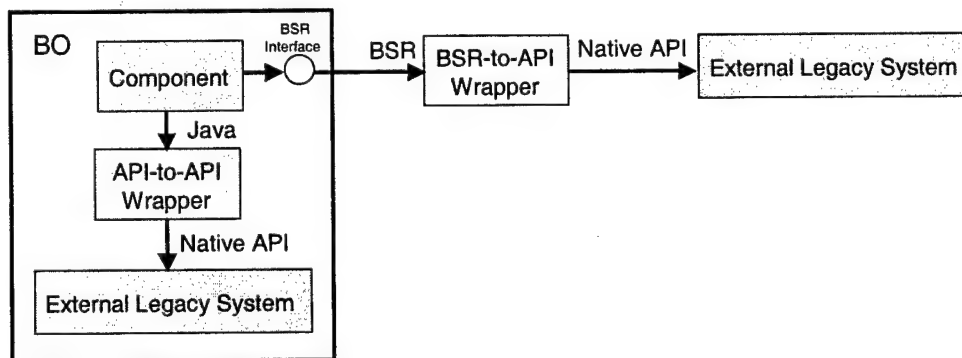 BO
BSR
Interface
Component
BSR
BSR-to-API
Wrapper
Native API
External Legacy System
Java
API-to-API
Wrapper
Native API
External Legacy System